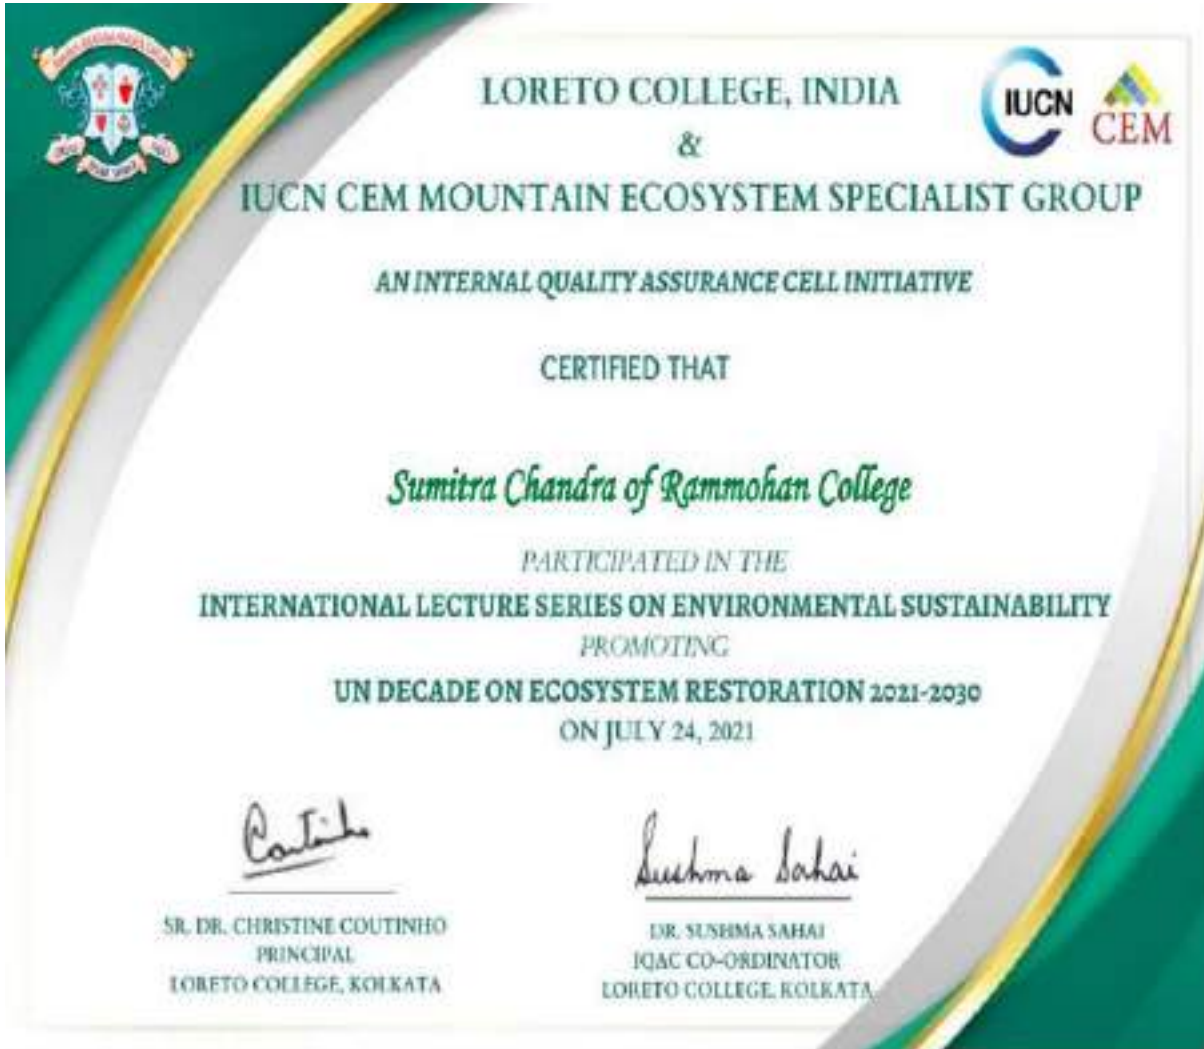 LORETO COLLEGE, INDIA
&
IUCN CEM
IUCN CEM MOUNTAIN ECOSYSTEM SPECIALIST GROUP
AN INTERNAL QUALITY ASSURANCE CELL INITIATIVE
CERTIFIED THAT
Sumitra Chandra of Rammohan College
PARTICIPATED IN THE
INTERNATIONAL LECTURE SERIES ON ENVIRONMENTAL SUSTAINABILITY
PROMOTING
UN DECADE ON ECOSYSTEM RESTORATION 2021-2030
ON JULY 24, 2021
Coutinho
Sushma Sahai
SR. DR. CHRISTINE COUTINHO
PRINCIPAL
LORETO COLLEGE, KOLKATA
DR. SUSHMA SAHAI
IQAC CO-ORDINATOR
LORETO COLLEGE, KOLKATA